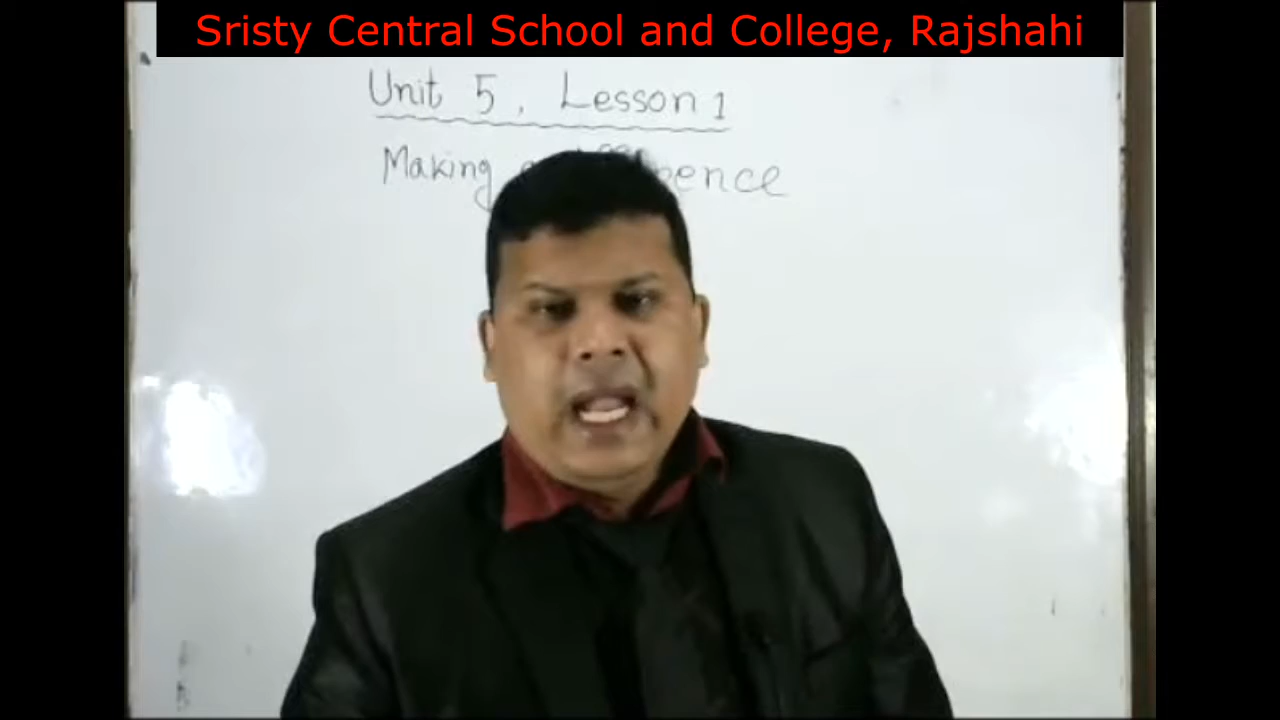 Sristy Central School and College, Rajshahi
Unit 5, Lesson 1
Making